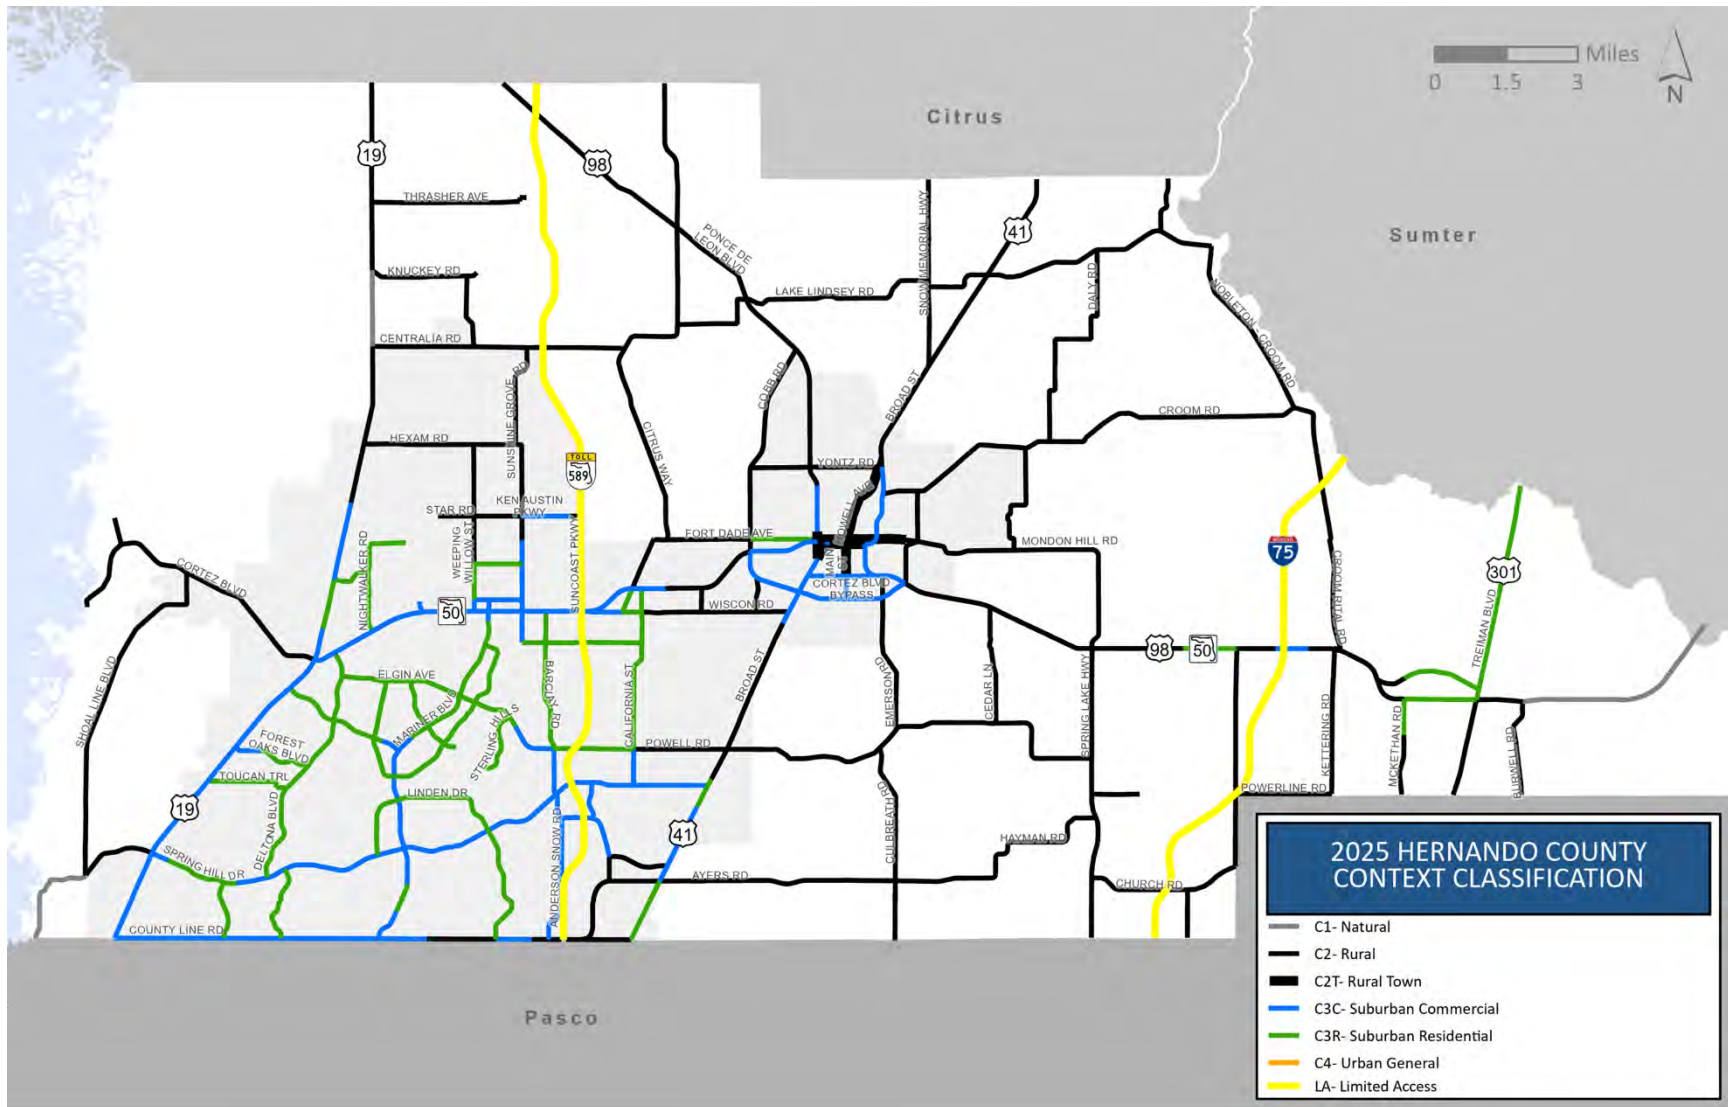 Miles
0 1.5 3
N
Citrus
Sumter
Pasco
19
98
41
THRASHER AVE
PONCE DE
LEON BLVD
SNOW MEMORIAL HWY
KNUCKEY RD
LAKE LINDSEY RD
DALY RD
NOBLETON - CROOM RD
CENTRALIA RD
SUNSHINE GROVE RD
COBB RD
BROAD ST
CITRUS WAY
CROOM RD
HEXAM RD
TOLL
589
YONTZ RD
HOWELL AVE
KEN AUSTIN
PKWY
STAR RD
WEEPING
WILLOW ST
SUNCOAST PKWY
FORT DADE AVE
MAIN
ST
MONDON HILL RD
75
301
NIGHTWALKER RD
CORTEZ BLVD
50
WISCON RD
CORTEZ BLVD
BYPASS
CROOM RITAL RD
TREIMAN BLVD
98
50
SHOAL LINE BLVD
ELGIN AVE
MARINER BLVD
BARCLAY RD
CALIFORNIA ST
BROAD ST
EMERSON RD
CEDAR LN
SPRING LAKE HWY
KETTERING RD
MCKETHAN RD
BURWELL RD
FOREST
OAKS BLVD
STERLING HILLS
POWELL RD
TOUCAN TRL
LINDEN DR
POWERLINE RD
19
DELTONA BLVD
ANDERSON SNOW RD
41
CULBREATH RD
HAYMAN RD
SPRING HILL DR
AYERS RD
CHURCH RD
COUNTY LINE RD
2025 HERNANDO COUNTY
CONTEXT CLASSIFICATION
C1- Natural
C2- Rural
C2T- Rural Town
C3C- Suburban Commercial
C3R- Suburban Residential
C4- Urban General
LA- Limited Access